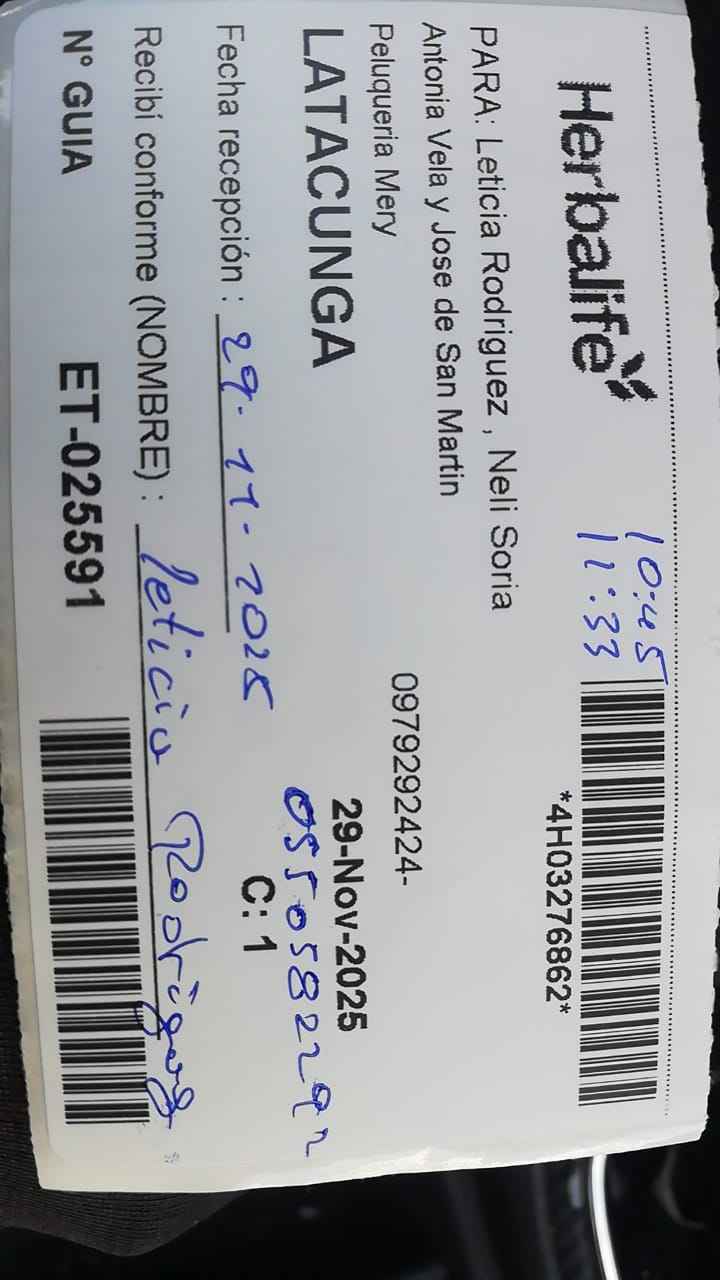 Herbalife
10:45
11:33
*4H03276862*
PARA: Leticia Rodriguez , Neli Soria
Antonia Vela y Jose de San Martin
Peluqueria Mery
0979292424-
LATACUNGA
29-Nov-2025
Fecha recepción : 29-11-2025
C: 1
Recibí conforme (NOMBRE) : leticia Rodriguez
N° GUIA
ET-025591